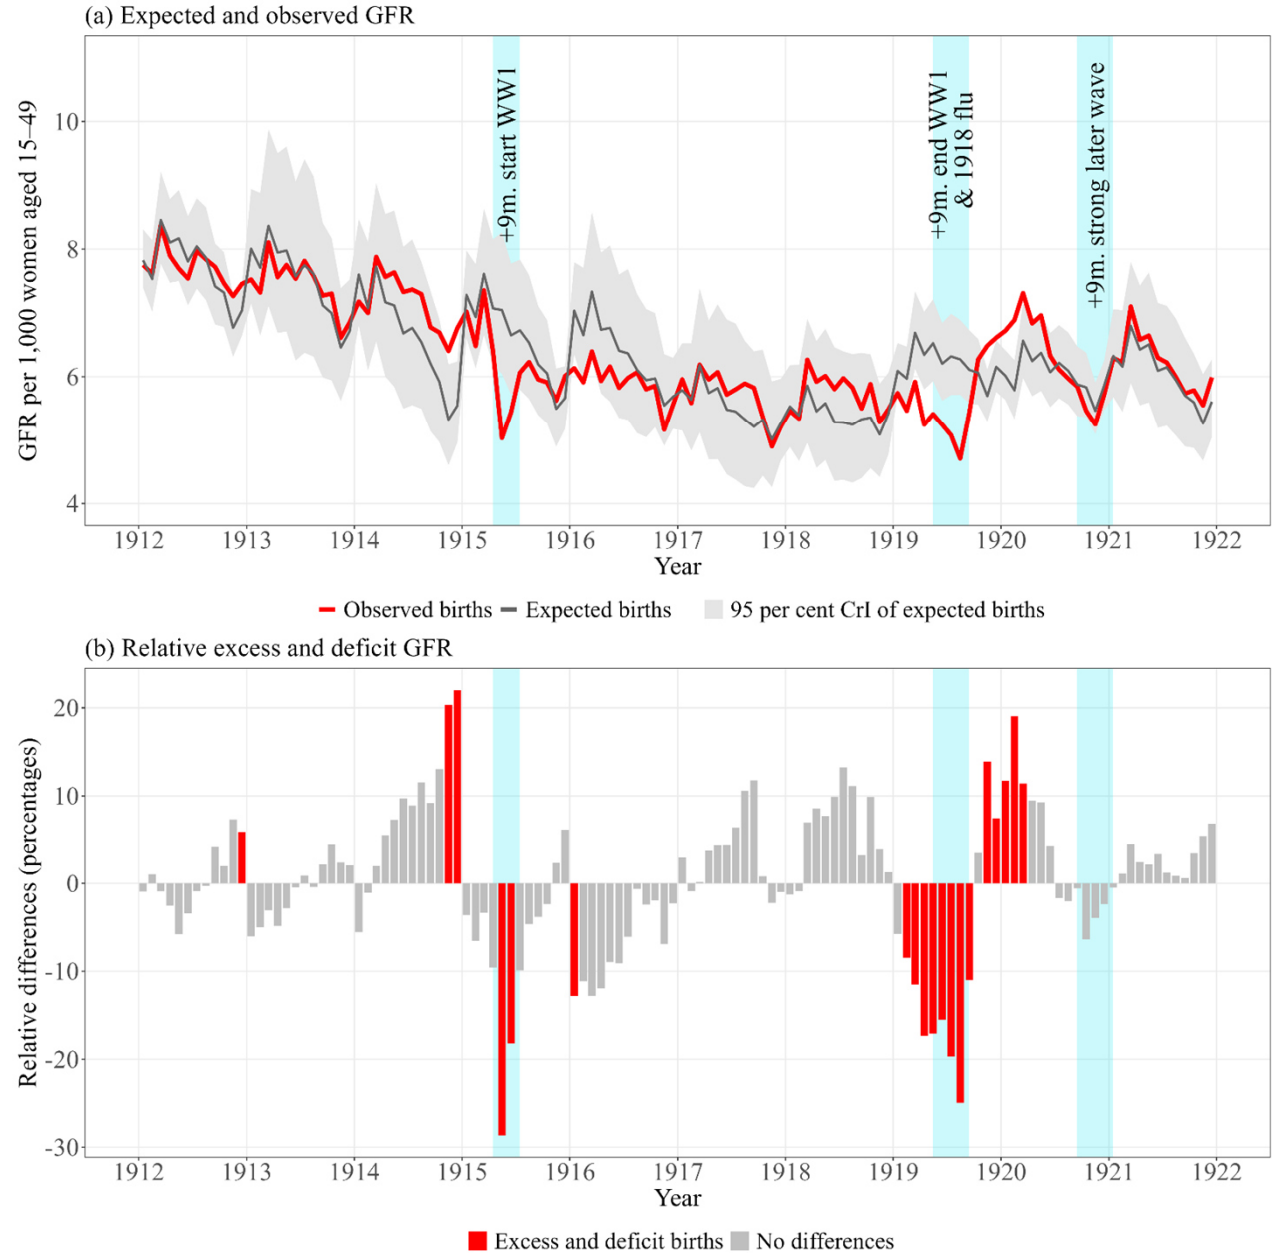 (a) Expected and observed GFR
GFR per 1,000 women aged 15–49
10
8
6
4
+9m. start WW1
+9m. end WW1
& 1918 flu
+9m. strong later wave
1912 1913 1914 1915 1916 1917 1918 1919 1920 1921 1922
Year
Observed births Expected births 95 per cent CrI of expected births
(b) Relative excess and deficit GFR
Relative differences (percentages)
20
10
0
-10
-20
-30
1912 1913 1914 1915 1916 1917 1918 1919 1920 1921 1922
Year
Excess and deficit births No differences